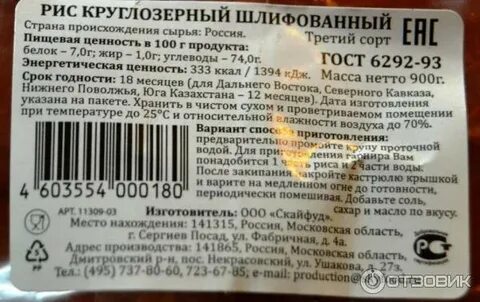 РИС КРУГЛОЗЕРНЫЙ ШЛИФОВАННЫЙ
Страна происхождения сырья: Россия. Третий сорт
EAC
Пищевая ценность в 100 г продукта:
белок – 7,0г; жир – 1,0г; углеводы – 74,0г. ГОСТ 6292-93
Энергетическая ценность: 333 ккал / 1394 кДж. Масса нетто 900г.
Срок годности: 18 месяцев (для Дальнего Востока, Северного Кавказа,
Нижнего Поволжья, Юга Казахстана – 12 месяцев). Дата изготовления
указана на пакете. Хранить в чистом сухом и проветриваемом помещении
при температуре до 25°С и относительной влажности воздуха до 70%.
Вариант способа приготовления:
предварительно промойте крупу проточной
водой. Для приготовления гарнира Вам
понадобится 1 часть риса и 2 части воды.
После закипания закройте кастрюлю крышкой
и варите на медленном огне до готовности,
периодически помешивая. Добавьте соль,
сахар и масло по вкусу.
4 603554 000180
АРТ. 11309-03
5
PP
Изготовитель: ООО «Скайфуд».
Место нахождения: 141315, Россия, Московская область,
г. Сергиев Посад, ул. Фабричная, д. 4а.
Адрес производства: 141865, Россия, Московская область,
Дмитровский р-н, пос. Некрасовский, ул. Ушакова, д. 27з.
Тел.: (495) 737-80-60, 723-67-85; e-mail: production@
ОТЗОВИК